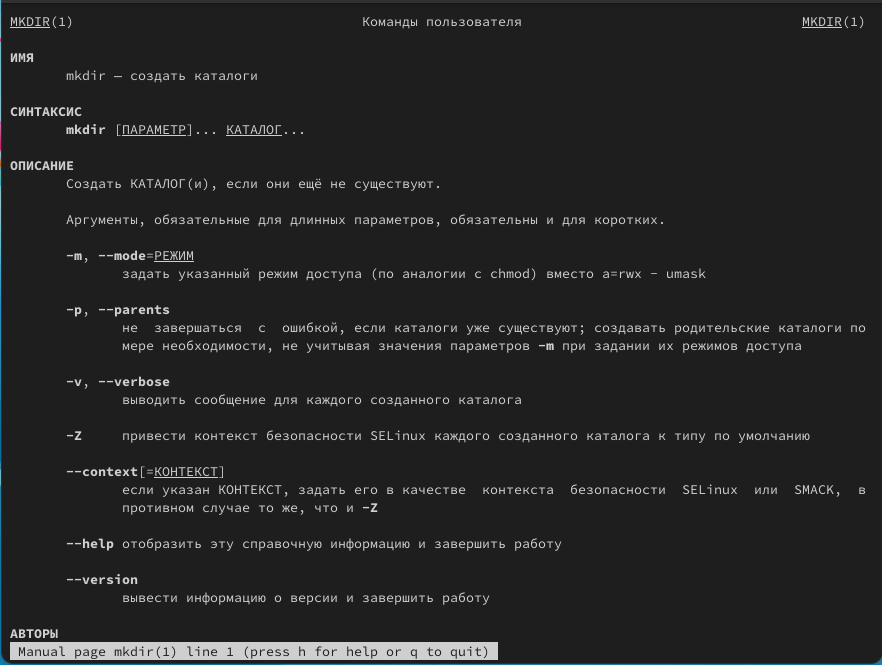 MKDIR(1) Команды пользователя MKDIR(1)
ИМЯ
mkdir – создать каталоги
СИНТАКСИС
mkdir [ПАРАМЕТР]... КАТАЛОГ...
ОПИСАНИЕ
Создать КАТАЛОГ(и), если они ещё не существуют.
Аргументы, обязательные для длинных параметров, обязательны и для коротких.
-m, --mode=РЕЖИМ
задать указанный режим доступа (по аналогии с chmod) вместо a=rwx - umask
-p, --parents
не завершаться с ошибкой, если каталоги уже существуют; создавать родительские каталоги по
мере необходимости, не учитывая значения параметров -m при задании их режимов доступа
-v, --verbose
выводить сообщение для каждого созданного каталога
-Z привести контекст безопасности SELinux каждого созданного каталога к типу по умолчанию
--context[=КОНТЕКСТ]
если указан КОНТЕКСТ, задать его в качестве контекста безопасности SELinux или SMACK, в
противном случае то же, что и -Z
--help отобразить эту справочную информацию и завершить работу
--version
вывести информацию о версии и завершить работу
АВТОРЫ
Manual page mkdir(1) line 1 (press h for help or q to quit)